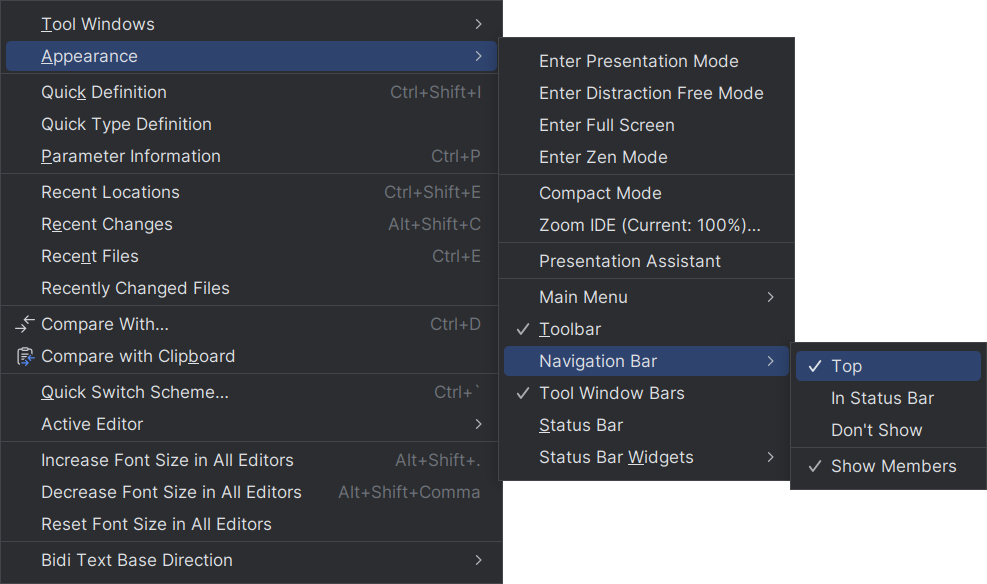 Tool Windows
Appearance
Quick Definition Ctrl+Shift+I
Quick Type Definition
Parameter Information Ctrl+P
Recent Locations Ctrl+Shift+E
Recent Changes Alt+Shift+C
Recent Files Ctrl+E
Recently Changed Files
Compare With... Ctrl+D
Compare with Clipboard
Quick Switch Scheme... Ctrl+`
Active Editor
Increase Font Size in All Editors Alt+Shift+.
Decrease Font Size in All Editors Alt+Shift+Comma
Reset Font Size in All Editors
Bidi Text Base Direction
Enter Presentation Mode
Enter Distraction Free Mode
Enter Full Screen
Enter Zen Mode
Compact Mode
Zoom IDE (Current: 100%)...
Presentation Assistant
Main Menu
Toolbar
Navigation Bar
Tool Window Bars
Status Bar
Status Bar Widgets
Top
In Status Bar
Don't Show
Show Members